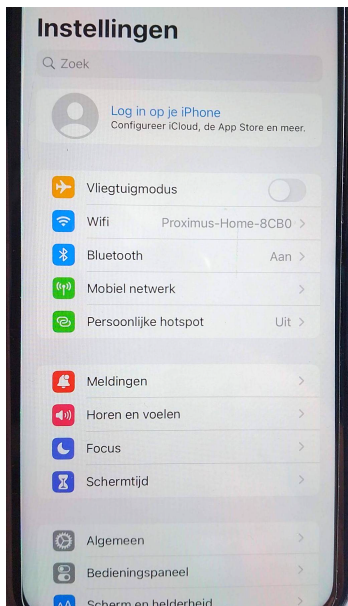 Instellingen
Zoek
Log in op je iPhone
Configureer iCloud, de App Store en meer.
Vliegtuigmodus
Wifi Proximus-Home-8CB0
Bluetooth Aan
Mobiel netwerk
Persoonlijke hotspot Uit
Meldingen
Horen en voelen
Focus
Schermtijd
Algemeen
Bedieningspaneel
Scherm en helderheid